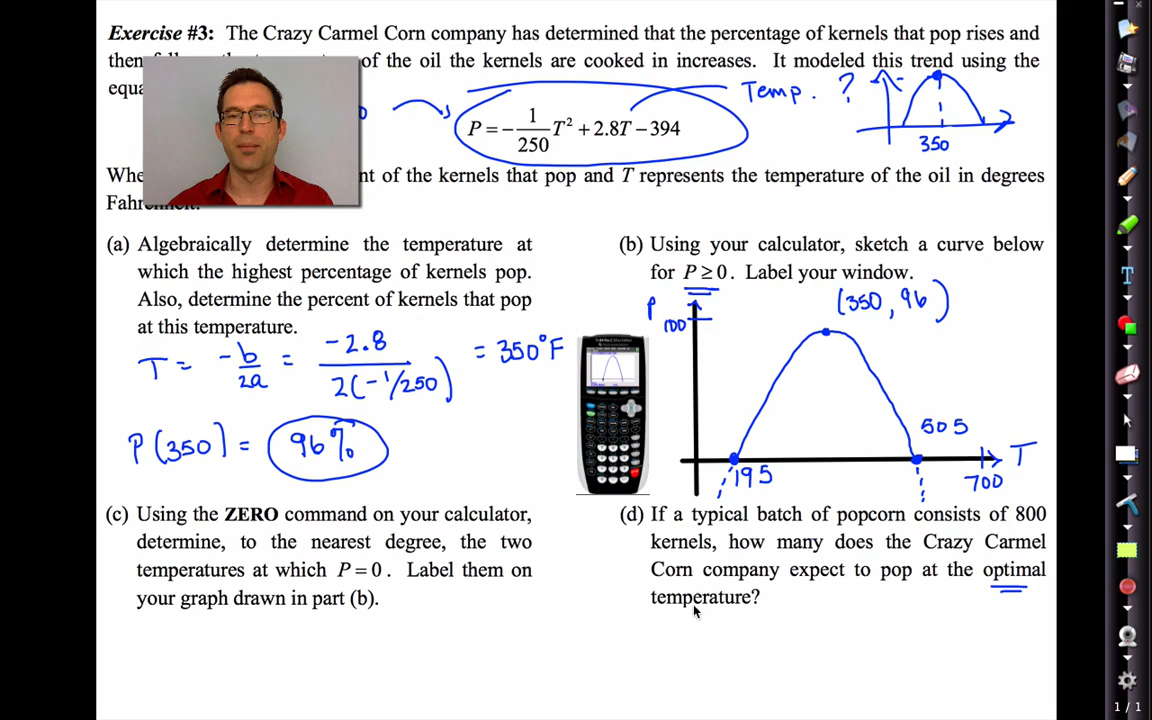 Exercise #3: The Crazy Carmel Corn company has determined that the percentage of kernels that pop rises and
then of the oil the kernels are cooked in increases. It modeled this trend using the
equa
Temp. ?
P = -1/250 T² + 2.8T - 394
350
Whe nt of the kernels that pop and T represents the temperature of the oil in degrees
Fahr
(a) Algebraically determine the temperature at
which the highest percentage of kernels pop.
Also, determine the percent of kernels that pop
at this temperature.
T = -b/2a = -2.8/2(-1/250) = 350°F
P(350) = 96%
(b) Using your calculator, sketch a curve below
for P ≥ 0. Label your window.
P
100
(350, 96)
505
195
T
700
(c) Using the ZERO command on your calculator,
determine, to the nearest degree, the two
temperatures at which P = 0. Label them on
your graph drawn in part (b).
(d) If a typical batch of popcorn consists of 800
kernels, how many does the Crazy Carmel
Corn company expect to pop at the optimal
temperature?
T
1 / 1